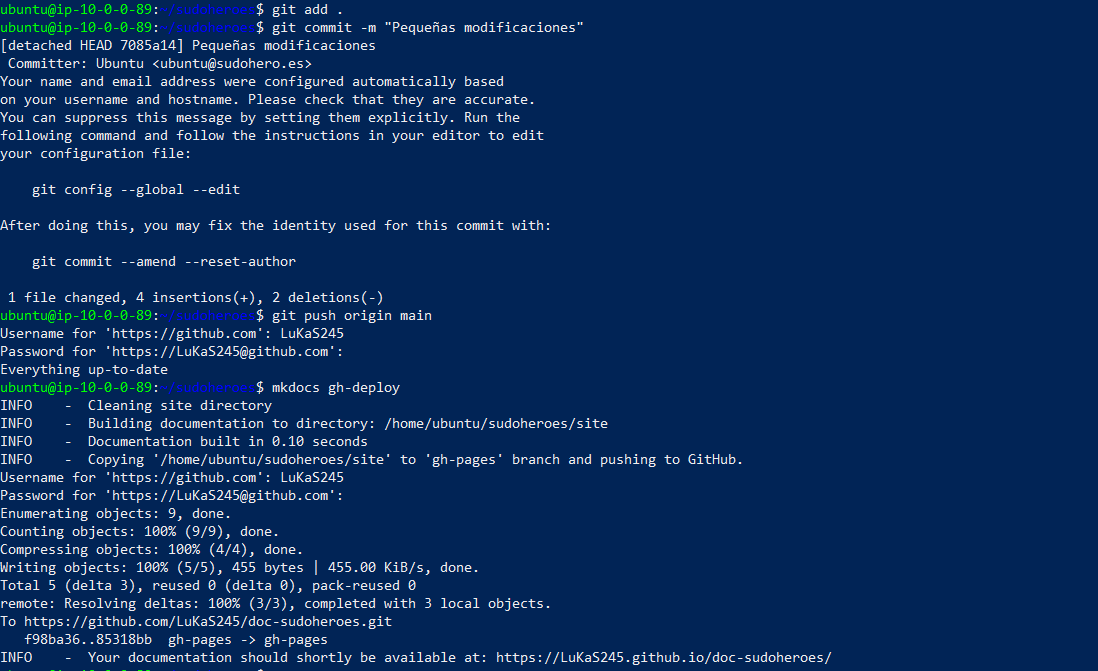 ubuntu@ip-10-0-0-89:~/sudoheroes$ git add .
ubuntu@ip-10-0-0-89:~/sudoheroes$ git commit -m "Pequeñas modificaciones"
[detached HEAD 7085a14] Pequeñas modificaciones
 Committer: Ubuntu <ubuntu@sudohero.es>
Your name and email address were configured automatically based
on your username and hostname. Please check that they are accurate.
You can suppress this message by setting them explicitly. Run the
following command and follow the instructions in your editor to edit
your configuration file:
    git config --global --edit
After doing this, you may fix the identity used for this commit with:
    git commit --amend --reset-author
 1 file changed, 4 insertions(+), 2 deletions(-)
ubuntu@ip-10-0-0-89:~/sudoheroes$ git push origin main
Username for 'https://github.com': LuKaS245
Password for 'https://LuKaS245@github.com':
Everything up-to-date
ubuntu@ip-10-0-0-89:~/sudoheroes$ mkdocs gh-deploy
INFO    -  Cleaning site directory
INFO    -  Building documentation to directory: /home/ubuntu/sudoheroes/site
INFO    -  Documentation built in 0.10 seconds
INFO    -  Copying '/home/ubuntu/sudoheroes/site' to 'gh-pages' branch and pushing to GitHub.
Username for 'https://github.com': LuKaS245
Password for 'https://LuKaS245@github.com':
Enumerating objects: 9, done.
Counting objects: 100% (9/9), done.
Compressing objects: 100% (4/4), done.
Writing objects: 100% (5/5), 455 bytes | 455.00 KiB/s, done.
Total 5 (delta 3), reused 0 (delta 0), pack-reused 0
remote: Resolving deltas: 100% (3/3), completed with 3 local objects.
To https://github.com/LuKaS245/doc-sudoheroes.git
   f98ba36..85318bb  gh-pages -> gh-pages
INFO    -  Your documentation should shortly be available at: https://LuKaS245.github.io/doc-sudoheroes/